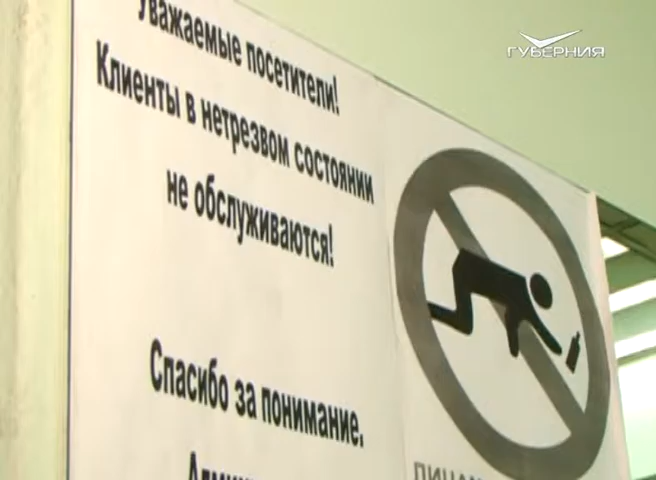 Уважаемые посетители!
Клиенты в нетрезвом состоянии
не обслуживаются!
Спасибо за понимание.
ГУБЕРНИЯ